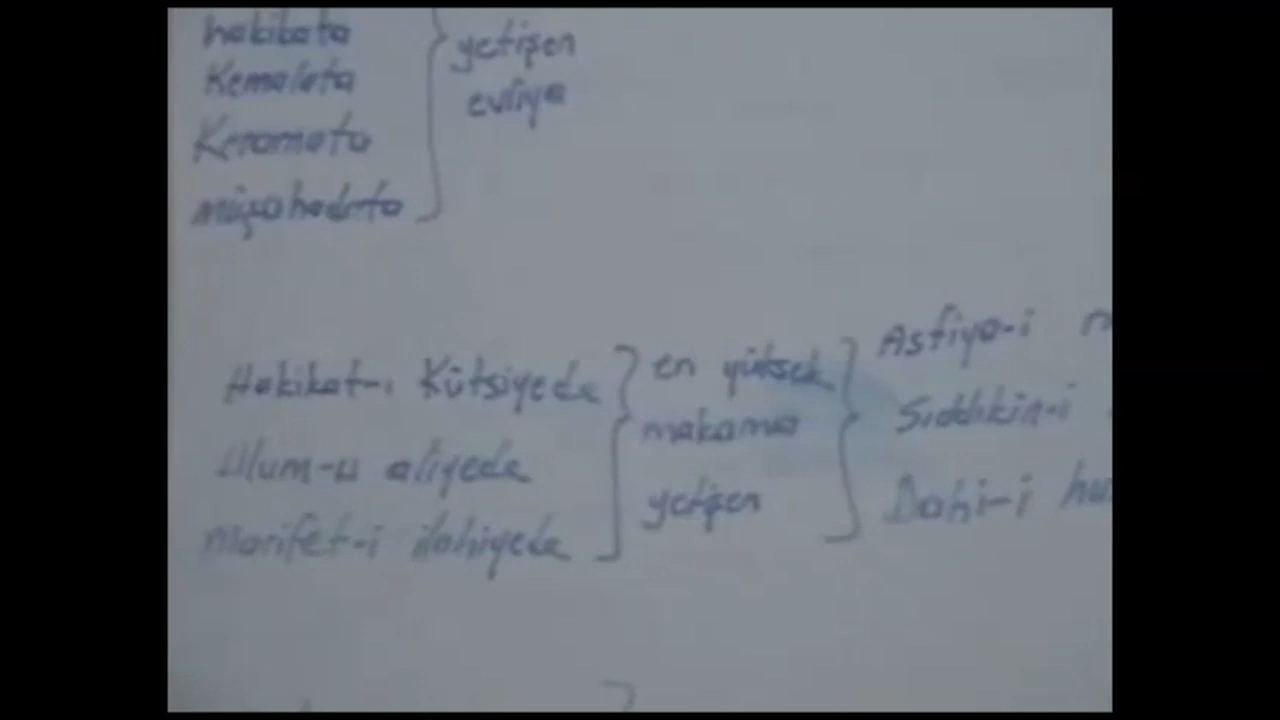 hakikata
Kemalata
Keramata
müşahedata
yetişen
evliya
Hakikat-ı Kütsiyede
Ulum-u aliyede
marifet-i ilahiyede
en yüksek
makama
yetişen
Asfiya-i
Sıddıkin-i
Dahi-i